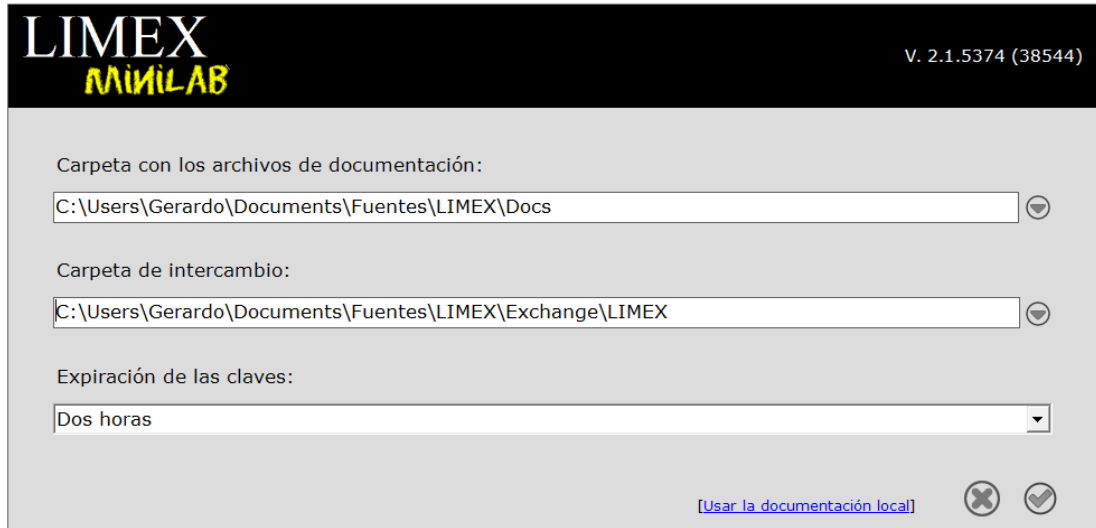 LIMEX
MiNiLAB
V. 2.1.5374 (38544)
Carpeta con los archivos de documentación:
C:\Users\Gerardo\Documents\Fuentes\LIMEX\Docs
Carpeta de intercambio:
C:\Users\Gerardo\Documents\Fuentes\LIMEX\Exchange\LIMEX
Expiración de las claves:
Dos horas
[Usar la documentación local]